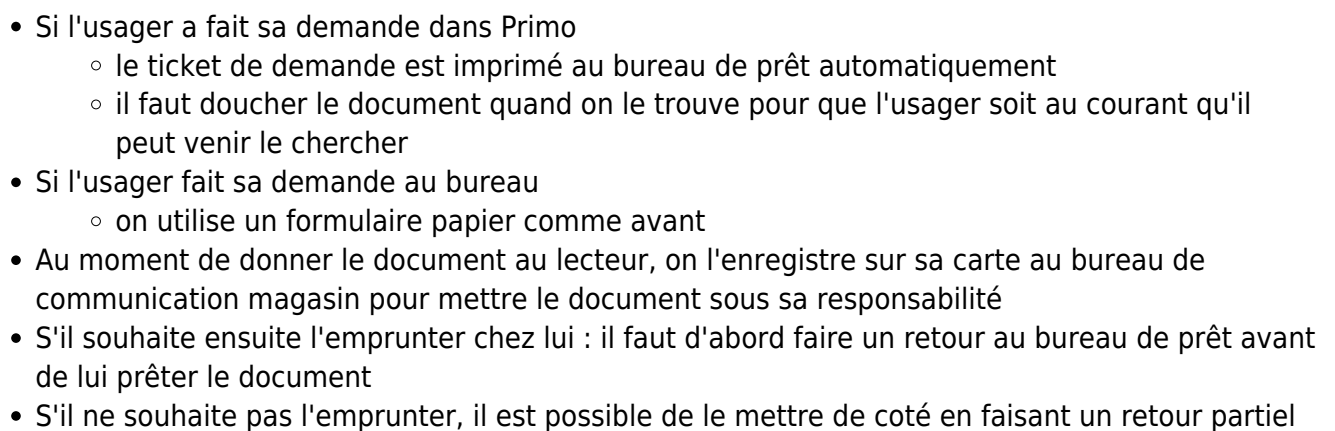 • Si l'usager a fait sa demande dans Primo
◦ le ticket de demande est imprimé au bureau de prêt automatiquement
◦ il faut doucher le document quand on le trouve pour que l'usager soit au courant qu'il
peut venir le chercher
• Si l'usager fait sa demande au bureau
◦ on utilise un formulaire papier comme avant
• Au moment de donner le document au lecteur, on l'enregistre sur sa carte au bureau de
communication magasin pour mettre le document sous sa responsabilité
• S'il souhaite ensuite l'emprunter chez lui : il faut d'abord faire un retour au bureau de prêt avant
de lui prêter le document
• S'il ne souhaite pas l'emprunter, il est possible de le mettre de coté en faisant un retour partiel